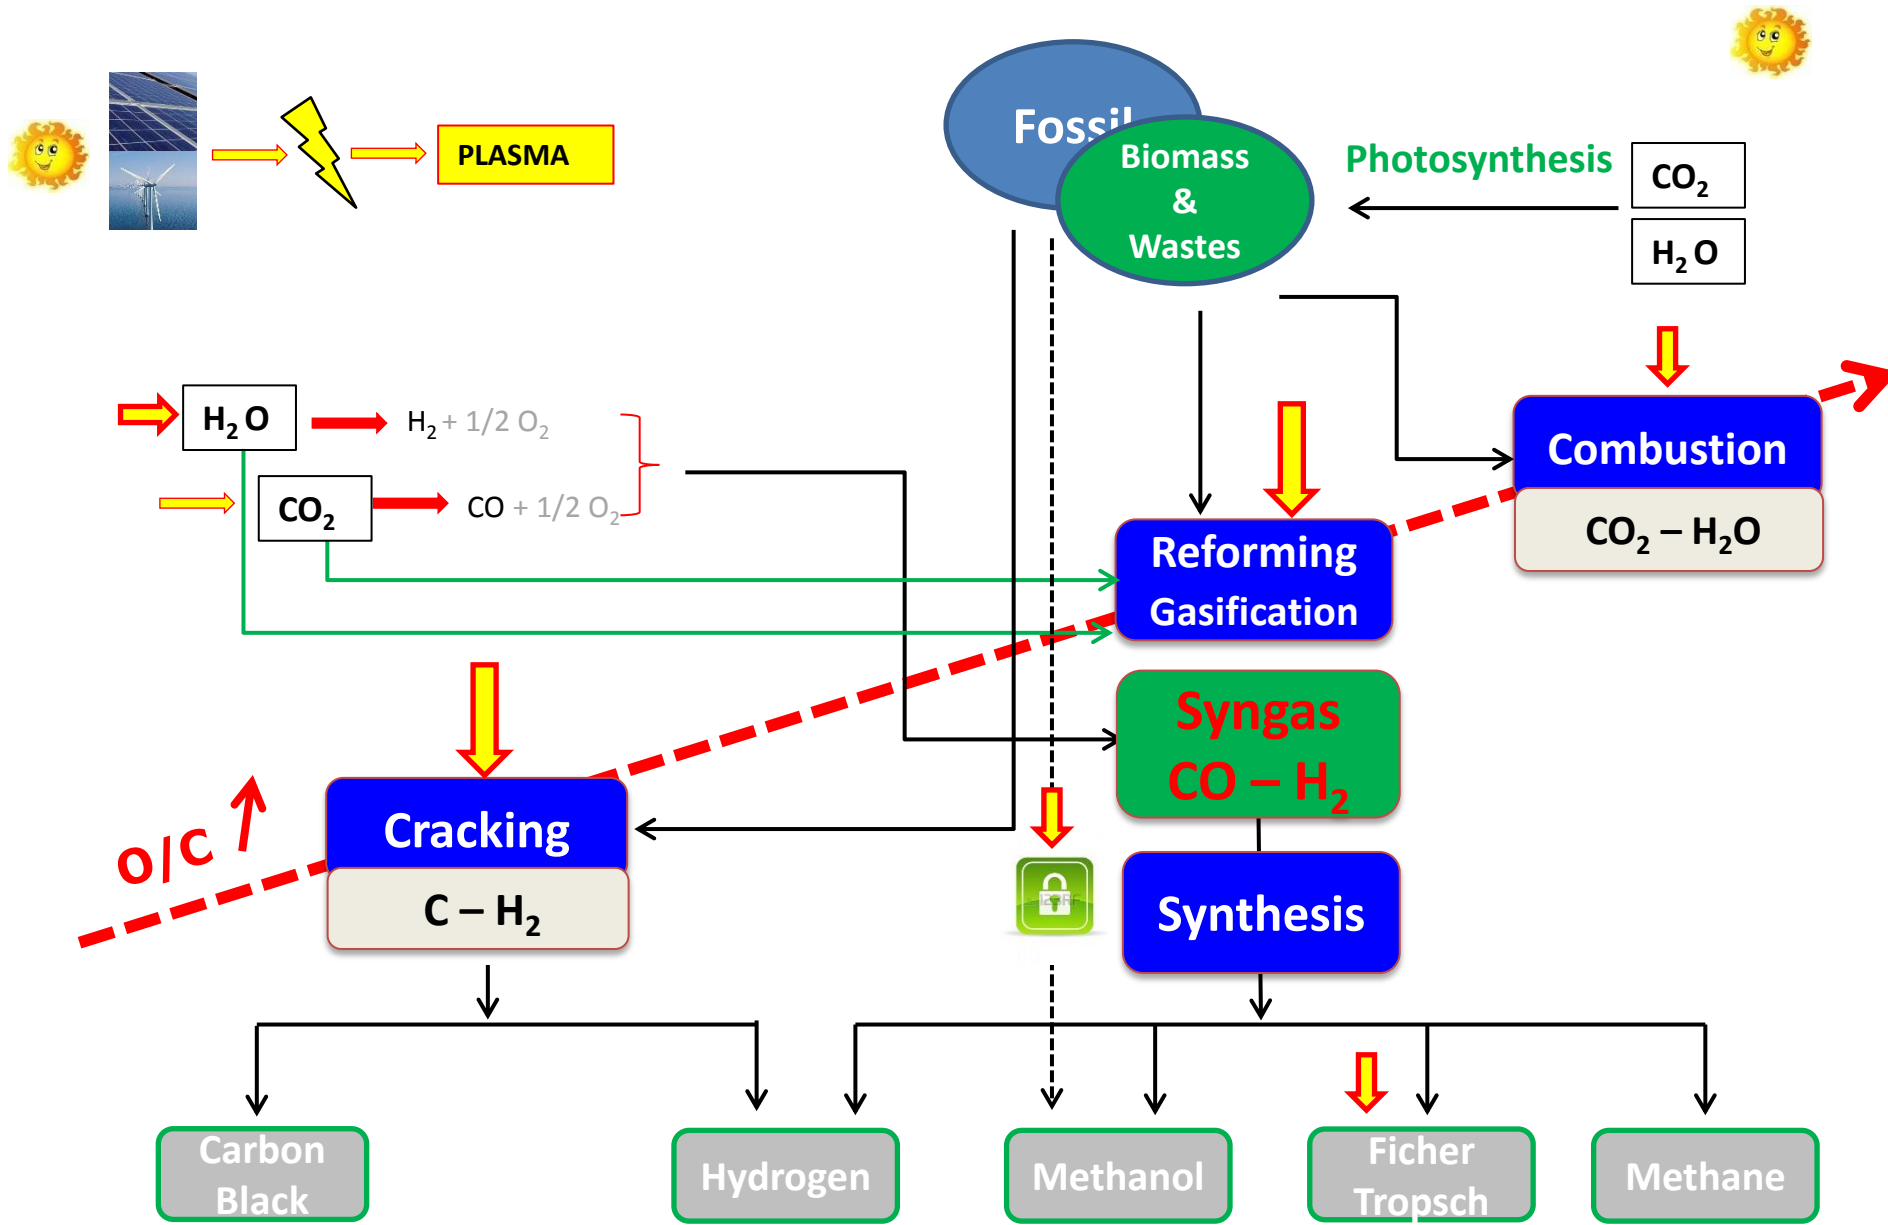 Fossil
Biomass
&
Wastes
Photosynthesis
CO₂
H₂ O
PLASMA
H₂ O
H₂ + 1/2 O₂
CO₂
CO + 1/2 O₂
Combustion
CO₂ – H₂O
Reforming
Gasification
Syngas
CO – H₂
O/C
Cracking
C – H₂
Synthesis
Carbon
Black
Hydrogen
Methanol
Ficher
Tropsch
Methane